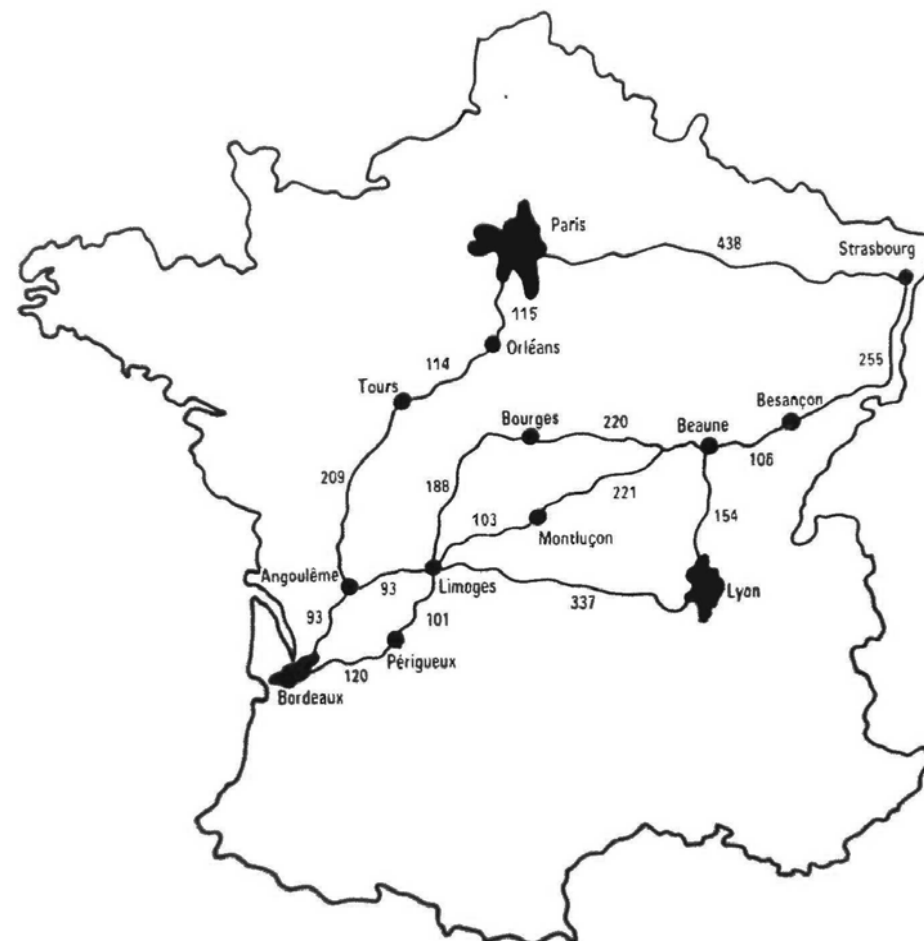 Paris
438
Strasbourg
115
Orléans
114
255
Tours
Besançon
Bourges
220
Beaune
106
209
188
221
103
154
Montluçon
Angoulême
93
Limoges
Lyon
337
93
101
Périgueux
120
Bordeaux